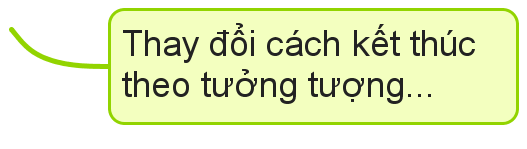 Thay đổi cách kết thúc
theo tưởng tượng...